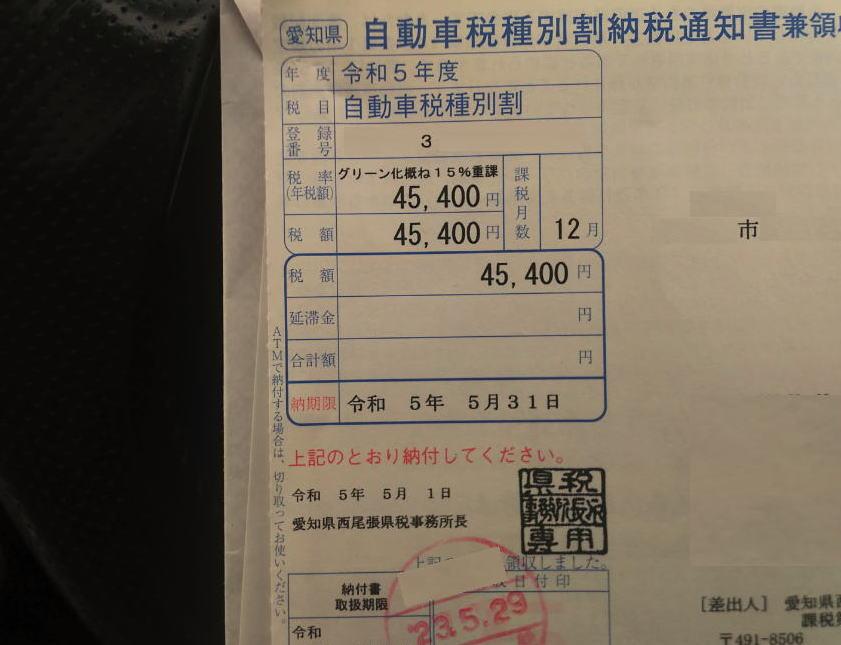 愛知県 自動車税種別割納税通知書兼領収
年度 令和5年度
税目 自動車税種別割
登録番号 3
税率(年税額) グリーン化概ね15%重課 45,400円
課税月数 12月
税額 45,400円
市
税額 45,400円
延滞金 円
合計額 円
納期限 令和 5年 5月31日
ATMで納付する場合は、切り取ってお使いください。
上記のとおり納付してください。
令和 5年 5月 1日
愛知県西尾張県税事務所長
県税事務所長専用
上記の 領収しました。
納付書取扱期限
日付印
23.5.29
令和
[差出人] 愛知県西
課税第
〒491-8506